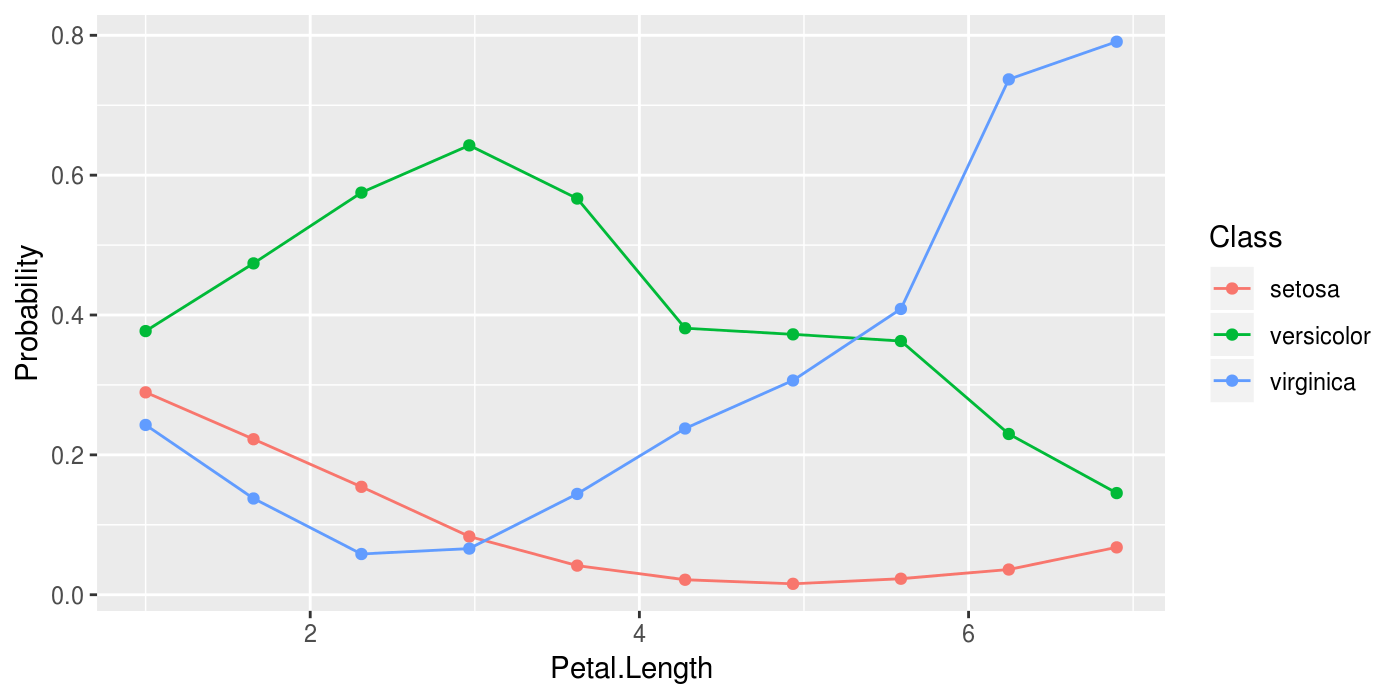 0.8
0.6
0.4
0.2
0.0
Probability
2 4 6
Petal.Length
Class
setosa
versicolor
virginica